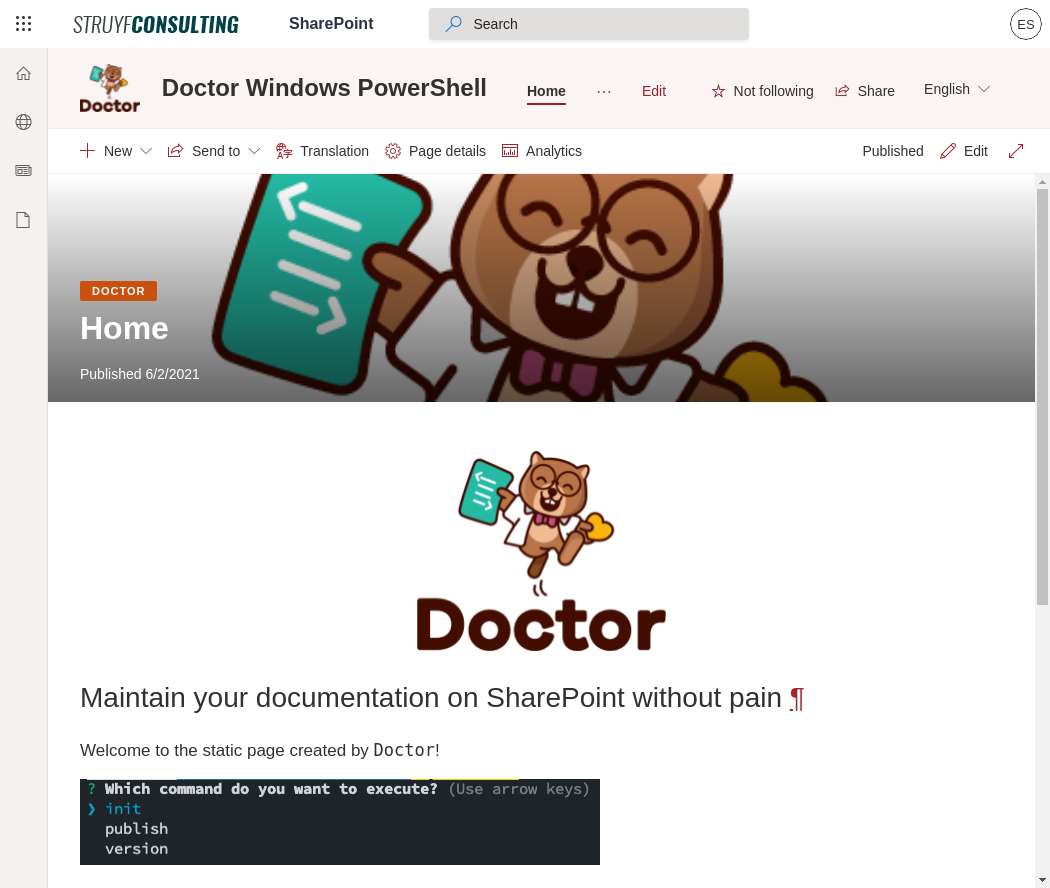 STRUYFCONSULTING SharePoint Search ES
Doctor Doctor Windows PowerShell Home ... Edit Not following Share English
New Send to Translation Page details Analytics Published Edit
DOCTOR
Home
Published 6/2/2021
Doctor
Maintain your documentation on SharePoint without pain ¶
Welcome to the static page created by Doctor!
? Which command do you want to execute? (Use arrow keys)
❯ init
publish
version